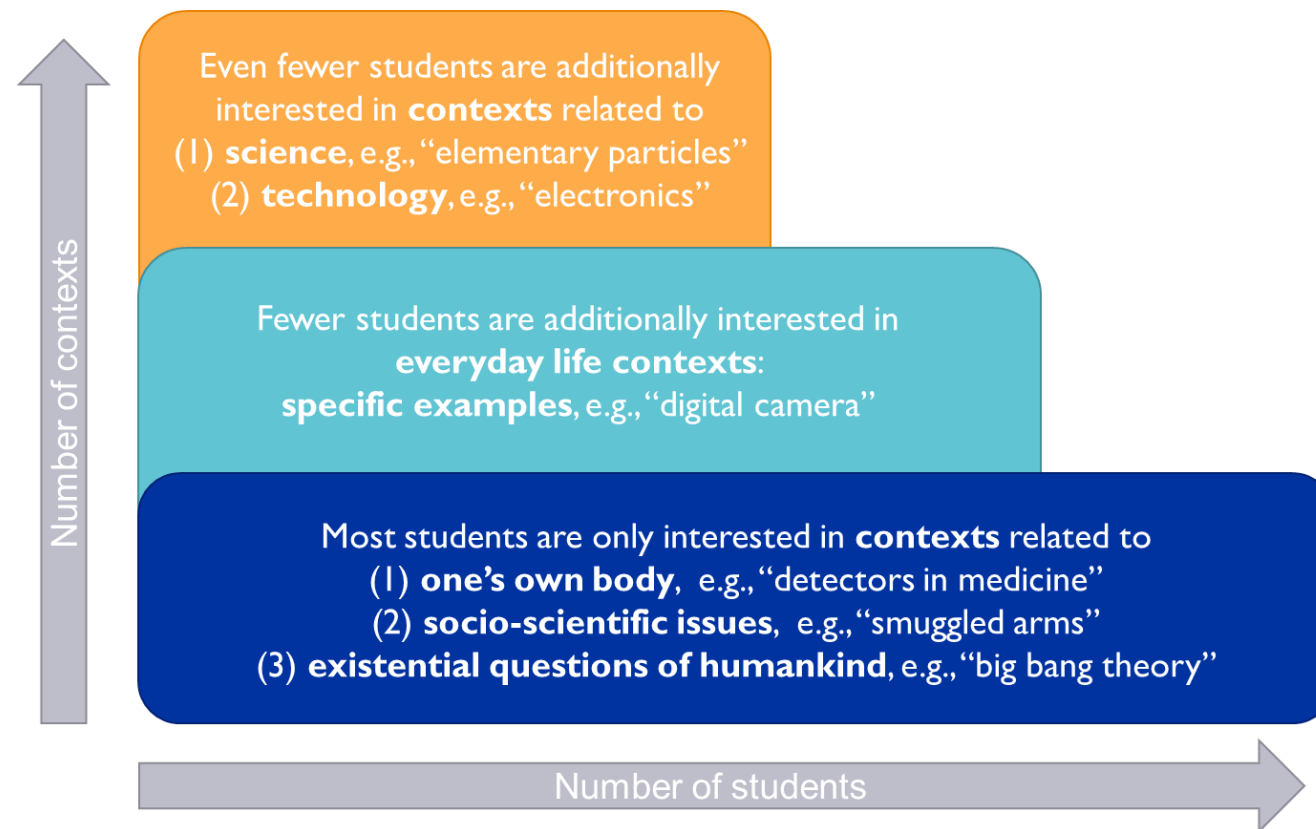 Even fewer students are additionally
interested in contexts related to
(1) science, e.g., “elementary particles”
(2) technology, e.g., “electronics”
Fewer students are additionally interested in
everyday life contexts:
specific examples, e.g., “digital camera”
Most students are only interested in contexts related to
(1) one’s own body,  e.g., “detectors in medicine”
(2) socio-scientific issues,  e.g., “smuggled arms”
(3) existential questions of humankind, e.g., “big bang theory”
Number of contexts
Number of students